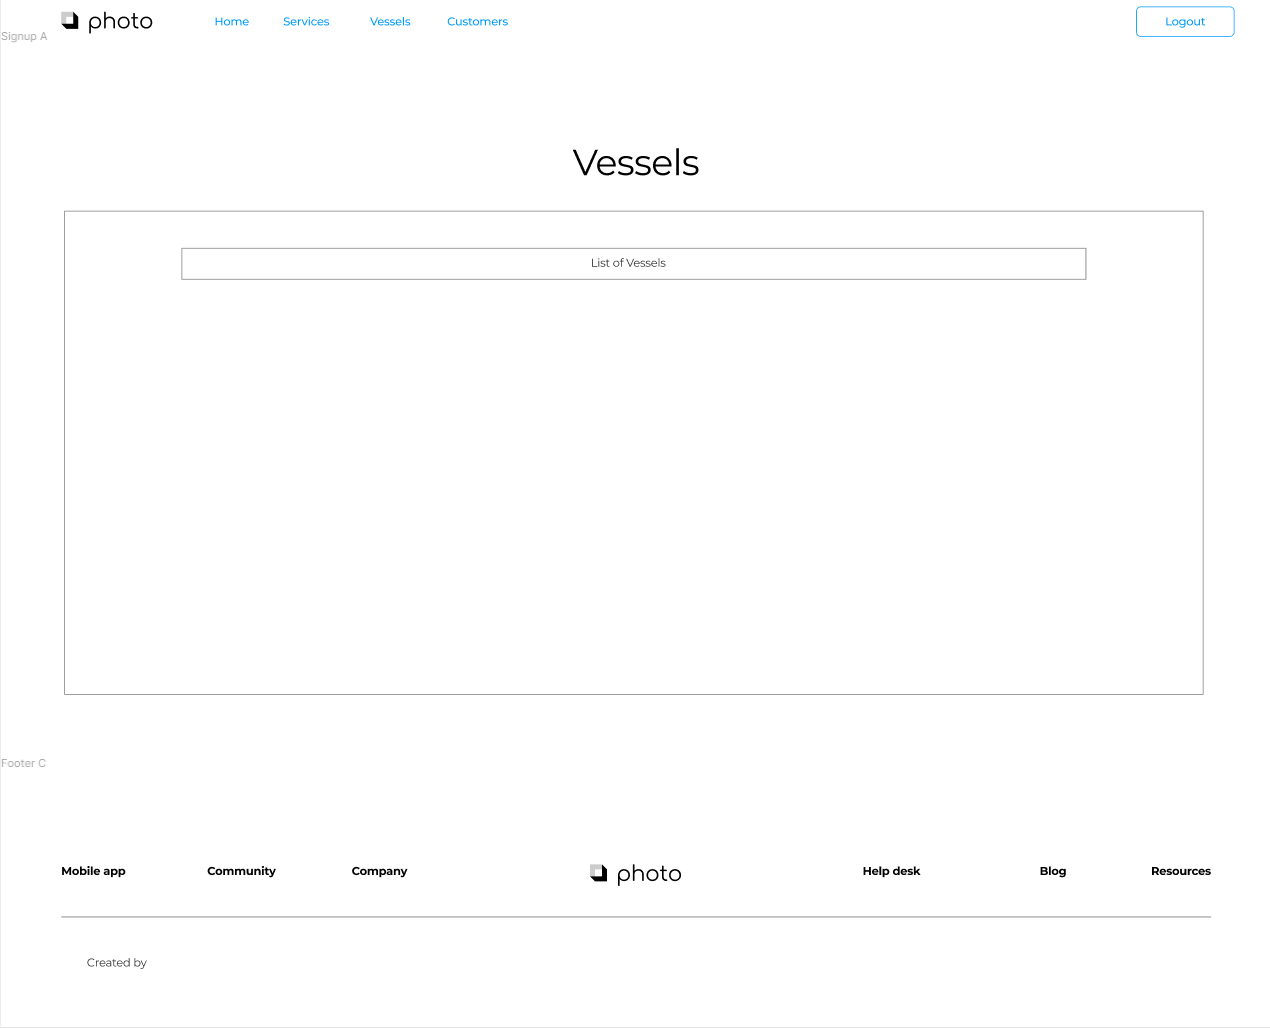 photo
Home
Services
Vessels
Customers
Logout
Signup A
Vessels
List of Vessels
Footer C
Mobile app
Community
Company
photo
Help desk
Blog
Resources
Created by